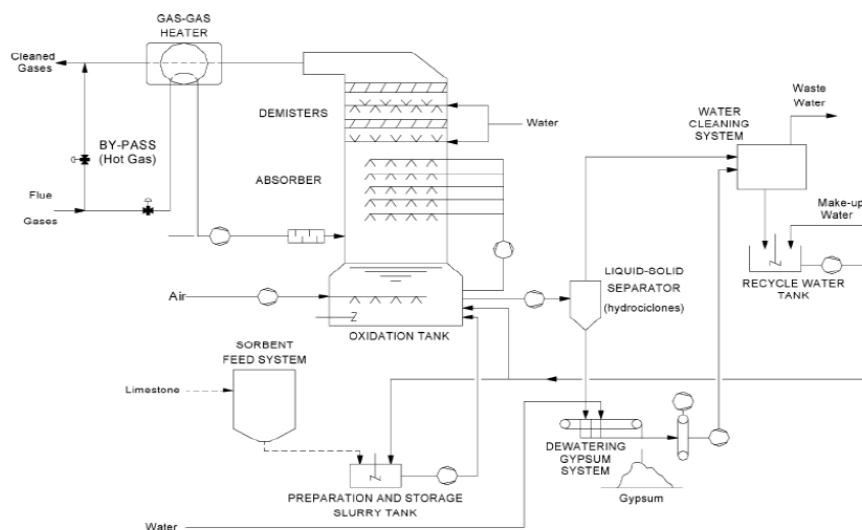 GAS-GAS
HEATER
Cleaned
Gases
DEMISTERS
Water
Waste
Water
WATER
CLEANING
SYSTEM
BY-PASS
(Hot Gas)
ABSORBER
Flue
Gases
Make-up
Water
Air
LIQUID-SOLID
SEPARATOR
(hydrociclones)
RECYCLE WATER
TANK
OXIDATION TANK
SORBENT
FEED SYSTEM
Limestone
DEWATERING
GYPSUM
SYSTEM
PREPARATION AND STORAGE
SLURRY TANK
Gypsum
Water